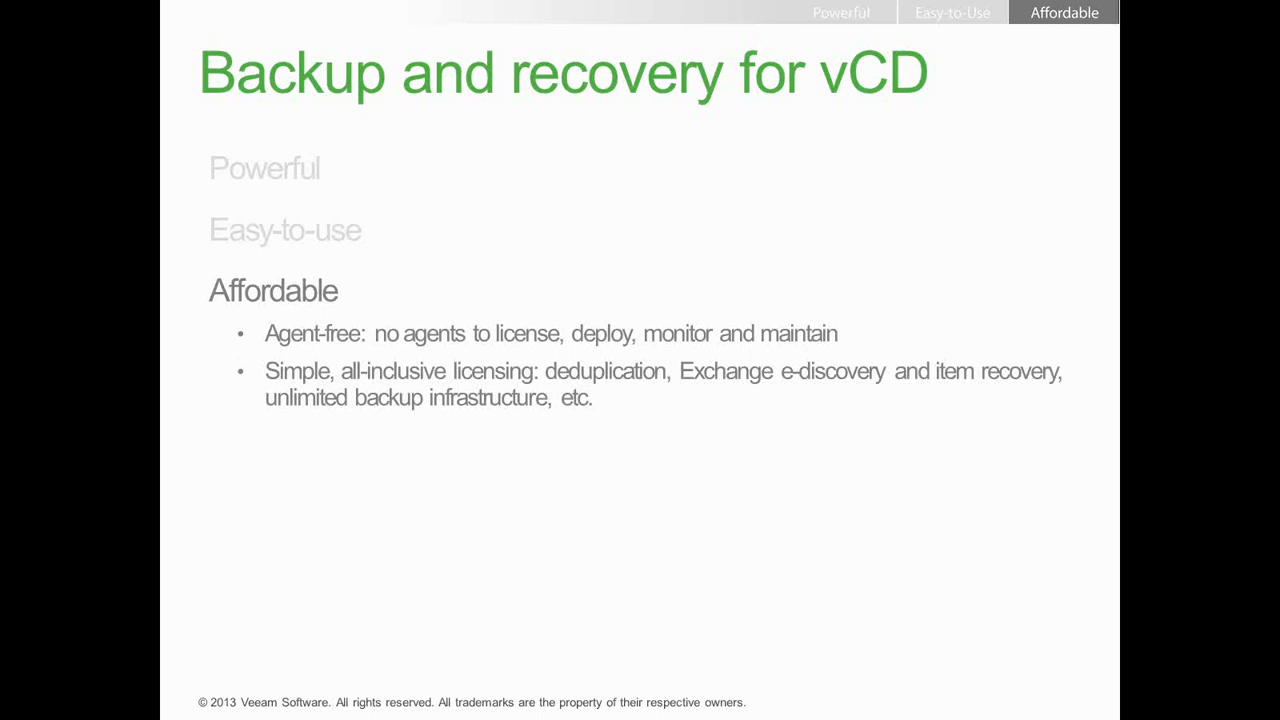 Powerful Easy-to-Use Affordable
Backup and recovery for vCD
Powerful
Easy-to-use
Affordable
• Agent-free: no agents to license, deploy, monitor and maintain
• Simple, all-inclusive licensing: deduplication, Exchange e-discovery and item recovery,
unlimited backup infrastructure, etc.
© 2013 Veeam Software. All rights reserved. All trademarks are the property of their respective owners.